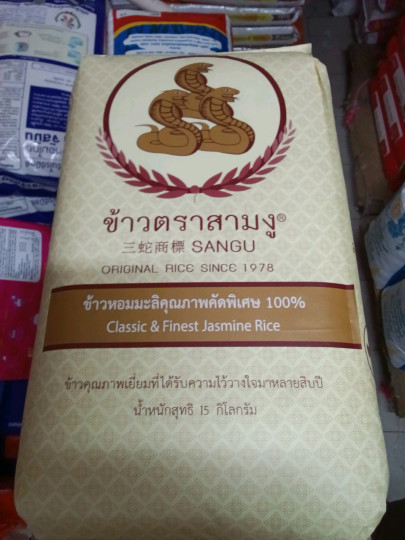 ข้าวตราสามงู®
三蛇商標 SANGU
ORIGINAL RICE SINCE 1978
ข้าวหอมมะลิคุณภาพคัดพิเศษ 100%
Classic & Finest Jasmine Rice
ข้าวคุณภาพเยี่ยมที่ได้รับความไว้วางใจมาหลายสิบปี
น้ำหนักสุทธิ 15 กิโลกรัม